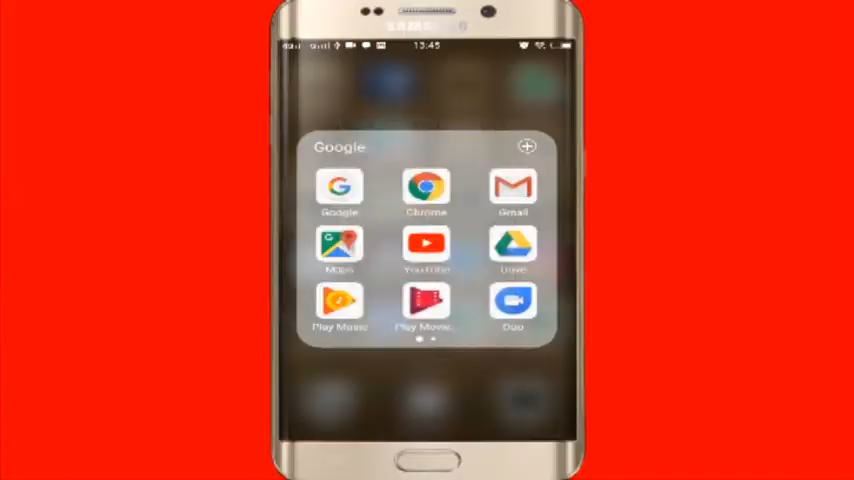 SAMSUNG
13:45
Google
Google Chrome Gmail
Maps YouTube Drive
Play Music Play Movie... Duo